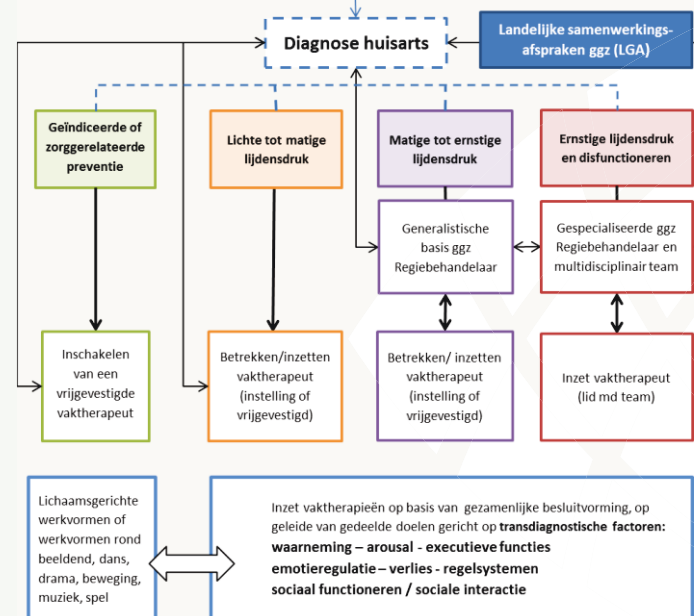 Diagnose huisarts
Landelijke samenwerkings-
afspraken ggz (LGA)
Geïndiceerde of
zorggerelateerde
preventie
Lichte tot matige
lijdensdruk
Matige tot ernstige
lijdensdruk
Ernstige lijdensdruk
en disfunctioneren
Generalistische
basis ggz
Regiebehandelaar
Gespecialiseerde ggz
Regiebehandelaar en
multidisciplinair team
Inschakelen
van een
vrijgevestigde
vaktherapeut
Betrekken/inzetten
vaktherapeut
(instelling of
vrijgevestigd)
Betrekken/ inzetten
vaktherapeut
(instelling of
vrijgevestigd)
Inzet vaktherapeut
(lid md team)
Lichaamsgerichte
werkvormen of
werkvormen rond
beeldend, dans,
drama, beweging,
muziek, spel
Inzet vaktherapieën op basis van gezamenlijke besluitvorming, op
geleide van gedeelde doelen gericht op transdiagnostische factoren:
waarneming – arousal - executieve functies
emotieregulatie – verlies - regelsystemen
sociaal functioneren / sociale interactie